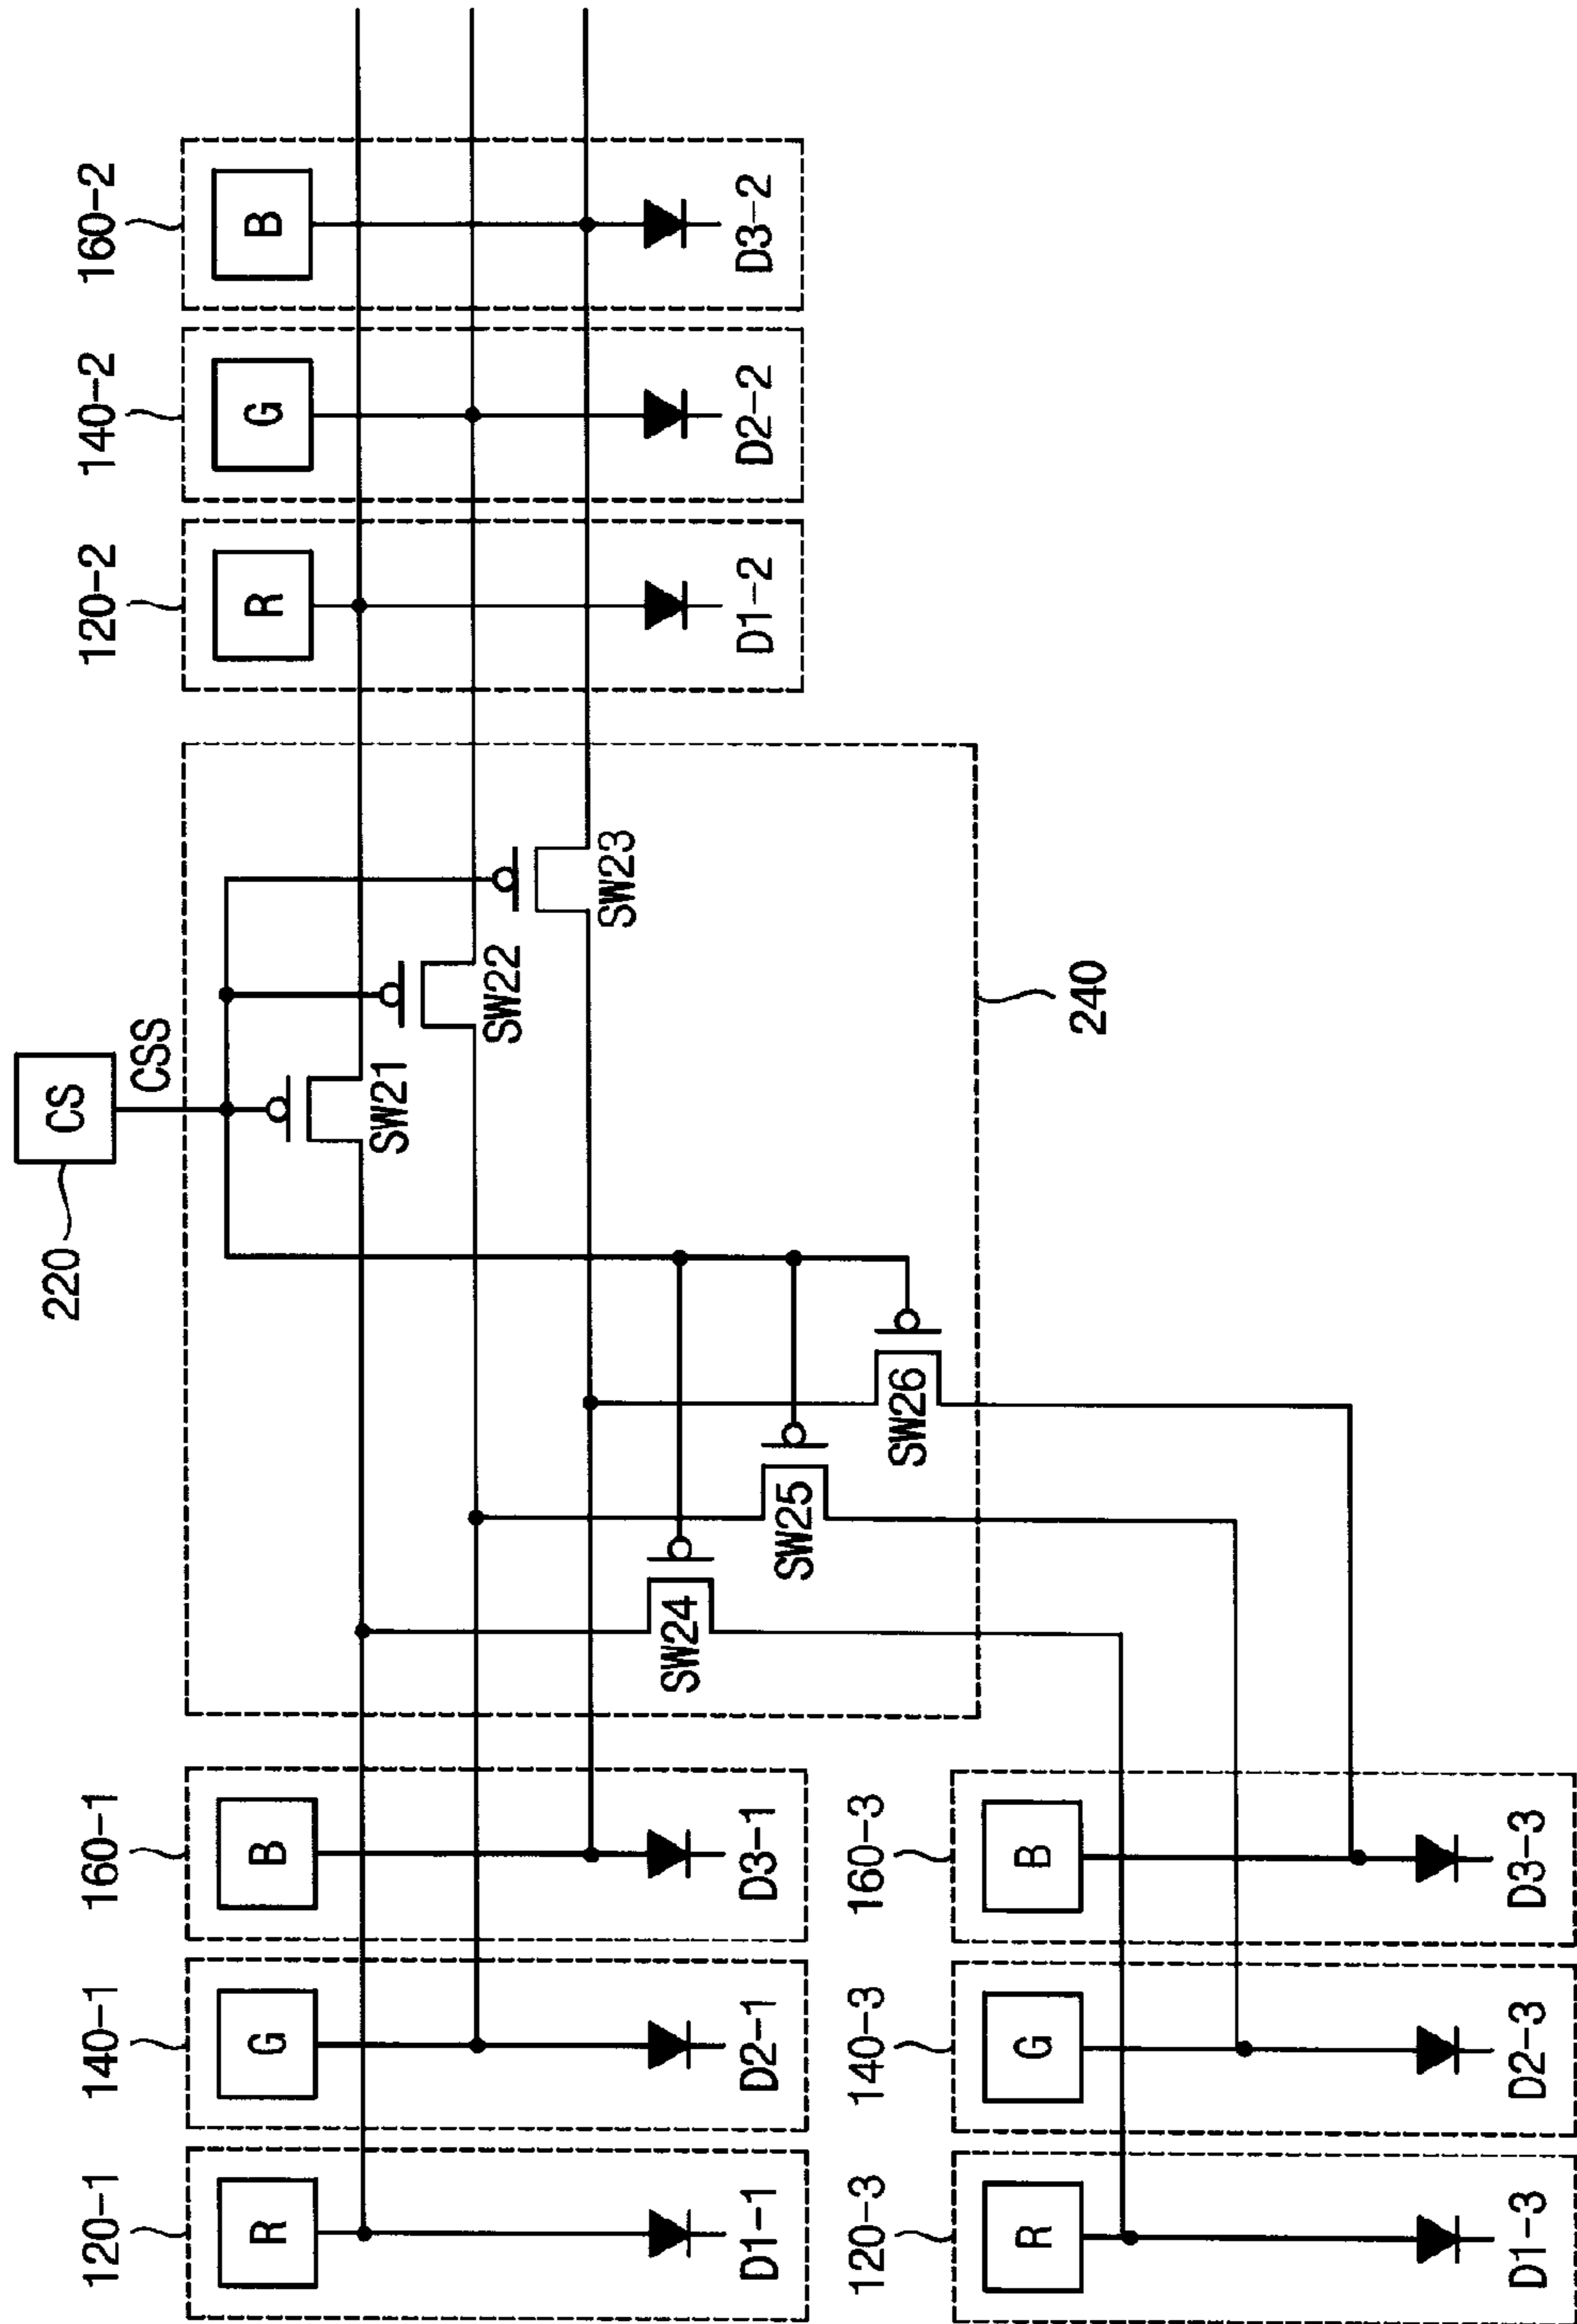 220
CS
CSS
120-1
140-1
160-1
120-2
140-2
160-2
R
G
B
R
G
B
SW21
SW22
SW23
D1-1
D2-1
D3-1
D1-2
D2-2
D3-2
SW24
SW25
SW26
240
120-3
140-3
160-3
R
G
B
D1-3
D2-3
D3-3